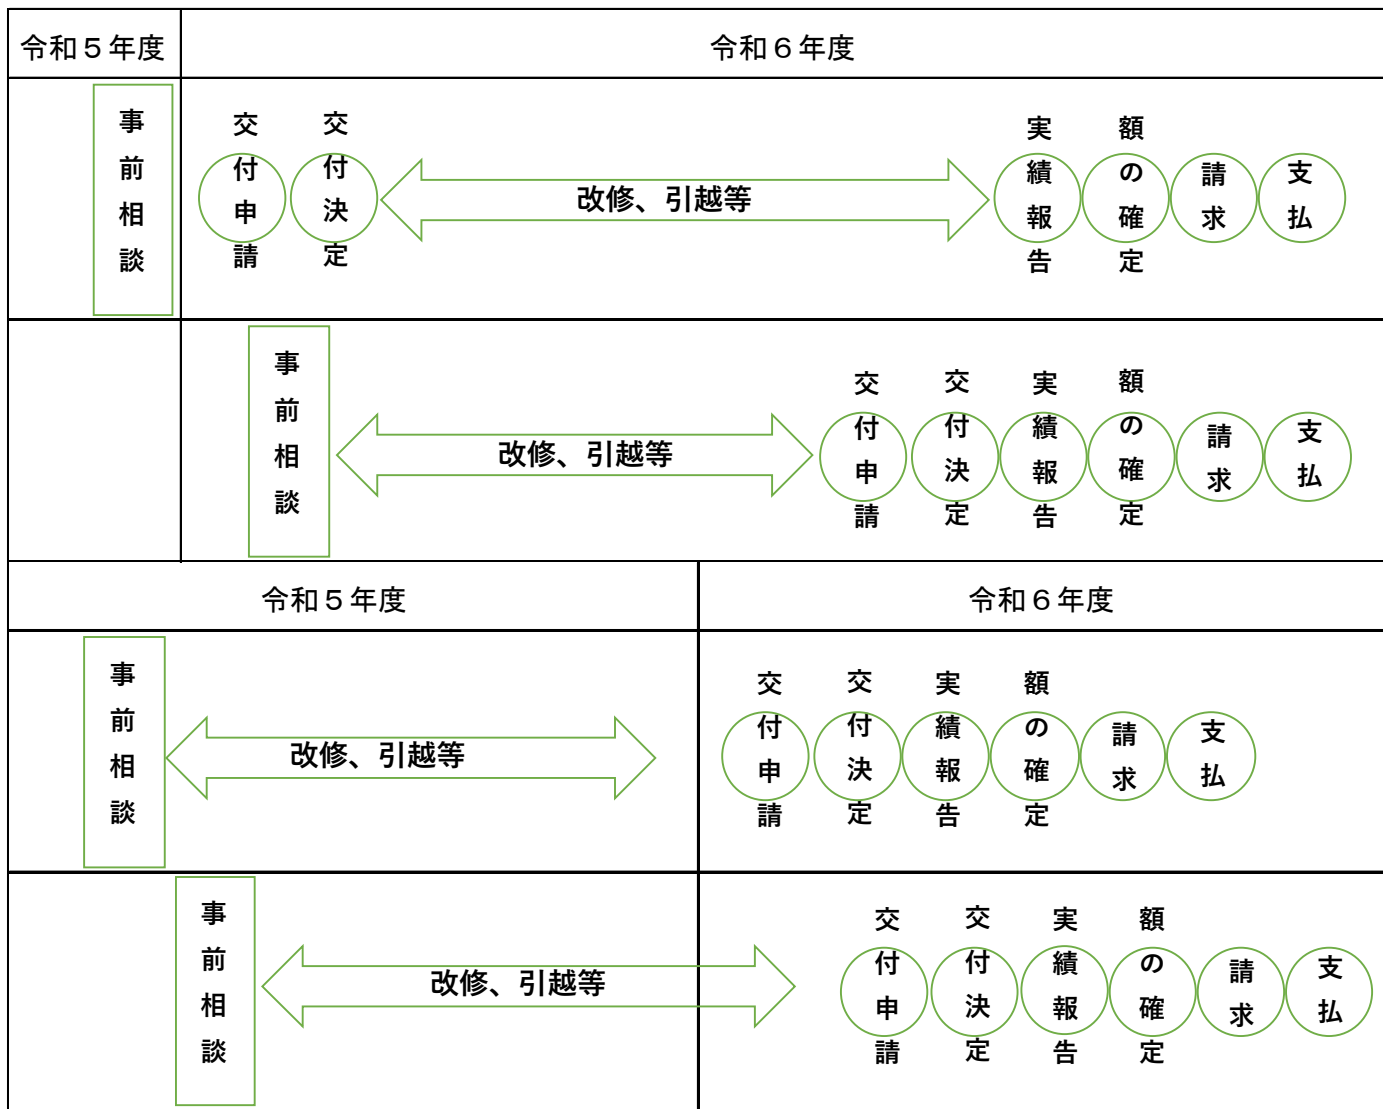 令和５年度
令和６年度
事前相談
交付申請
交付決定
改修、引越等
実績報告
額の確定
請求
支払
事前相談
改修、引越等
交付申請
交付決定
実績報告
額の確定
請求
支払
令和５年度
令和６年度
事前相談
改修、引越等
交付申請
交付決定
実績報告
額の確定
請求
支払
事前相談
改修、引越等
交付申請
交付決定
実績報告
額の確定
請求
支払